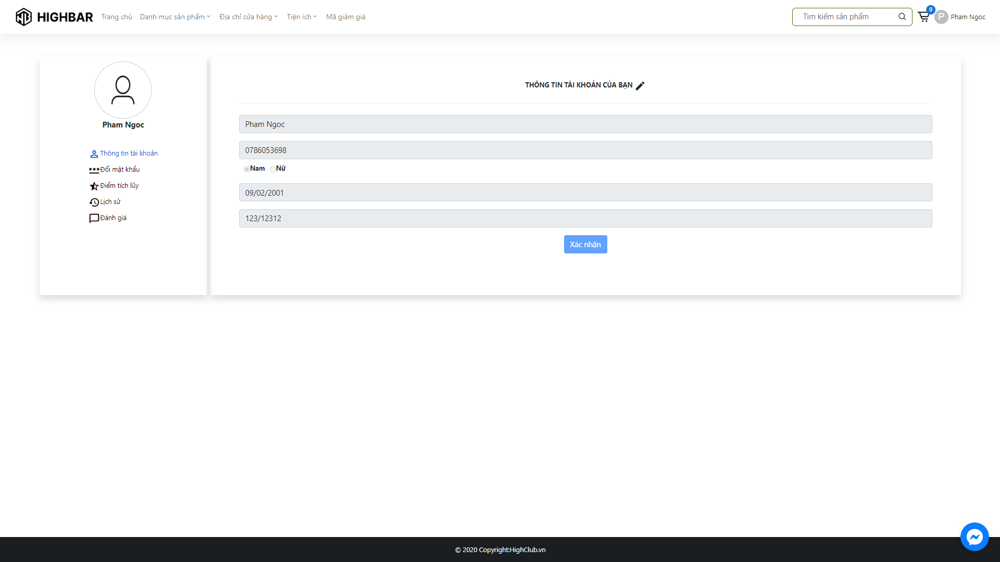 HIGHBAR Trang chủ Danh mục sản phẩm Địa chỉ cửa hàng Tiện ích Mã giảm giá Tìm kiếm sản phẩm 0 P Pham Ngoc
Pham Ngoc
Thông tin tài khoản
Đổi mật khẩu
Điểm tích lũy
Lịch sử
Đánh giá
THÔNG TIN TÀI KHOẢN CỦA BẠN
Pham Ngoc
0786053698
Nam Nữ
09/02/2001
123/12312
Xác nhận
© 2020 Copyright:HighClub.vn